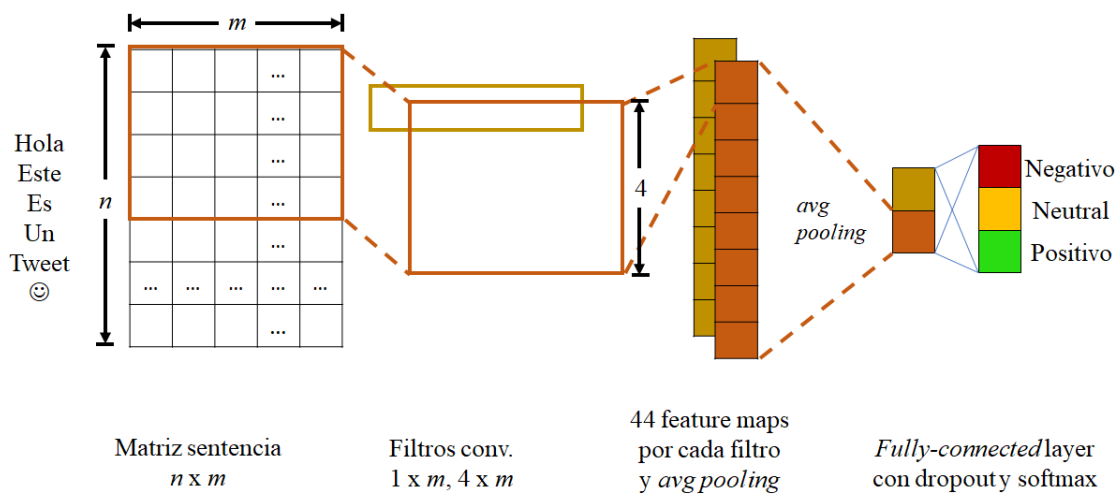 m
Hola
Este
Es
Un
Tweet
☺
n
...
...
...
...
...
... ... ... ... ...
...
4
avg
pooling
Negativo
Neutral
Positivo
Matriz sentencia
n x m
Filtros conv.
1 x m, 4 x m
44 feature maps
por cada filtro
y avg pooling
Fully-connected layer
con dropout y softmax